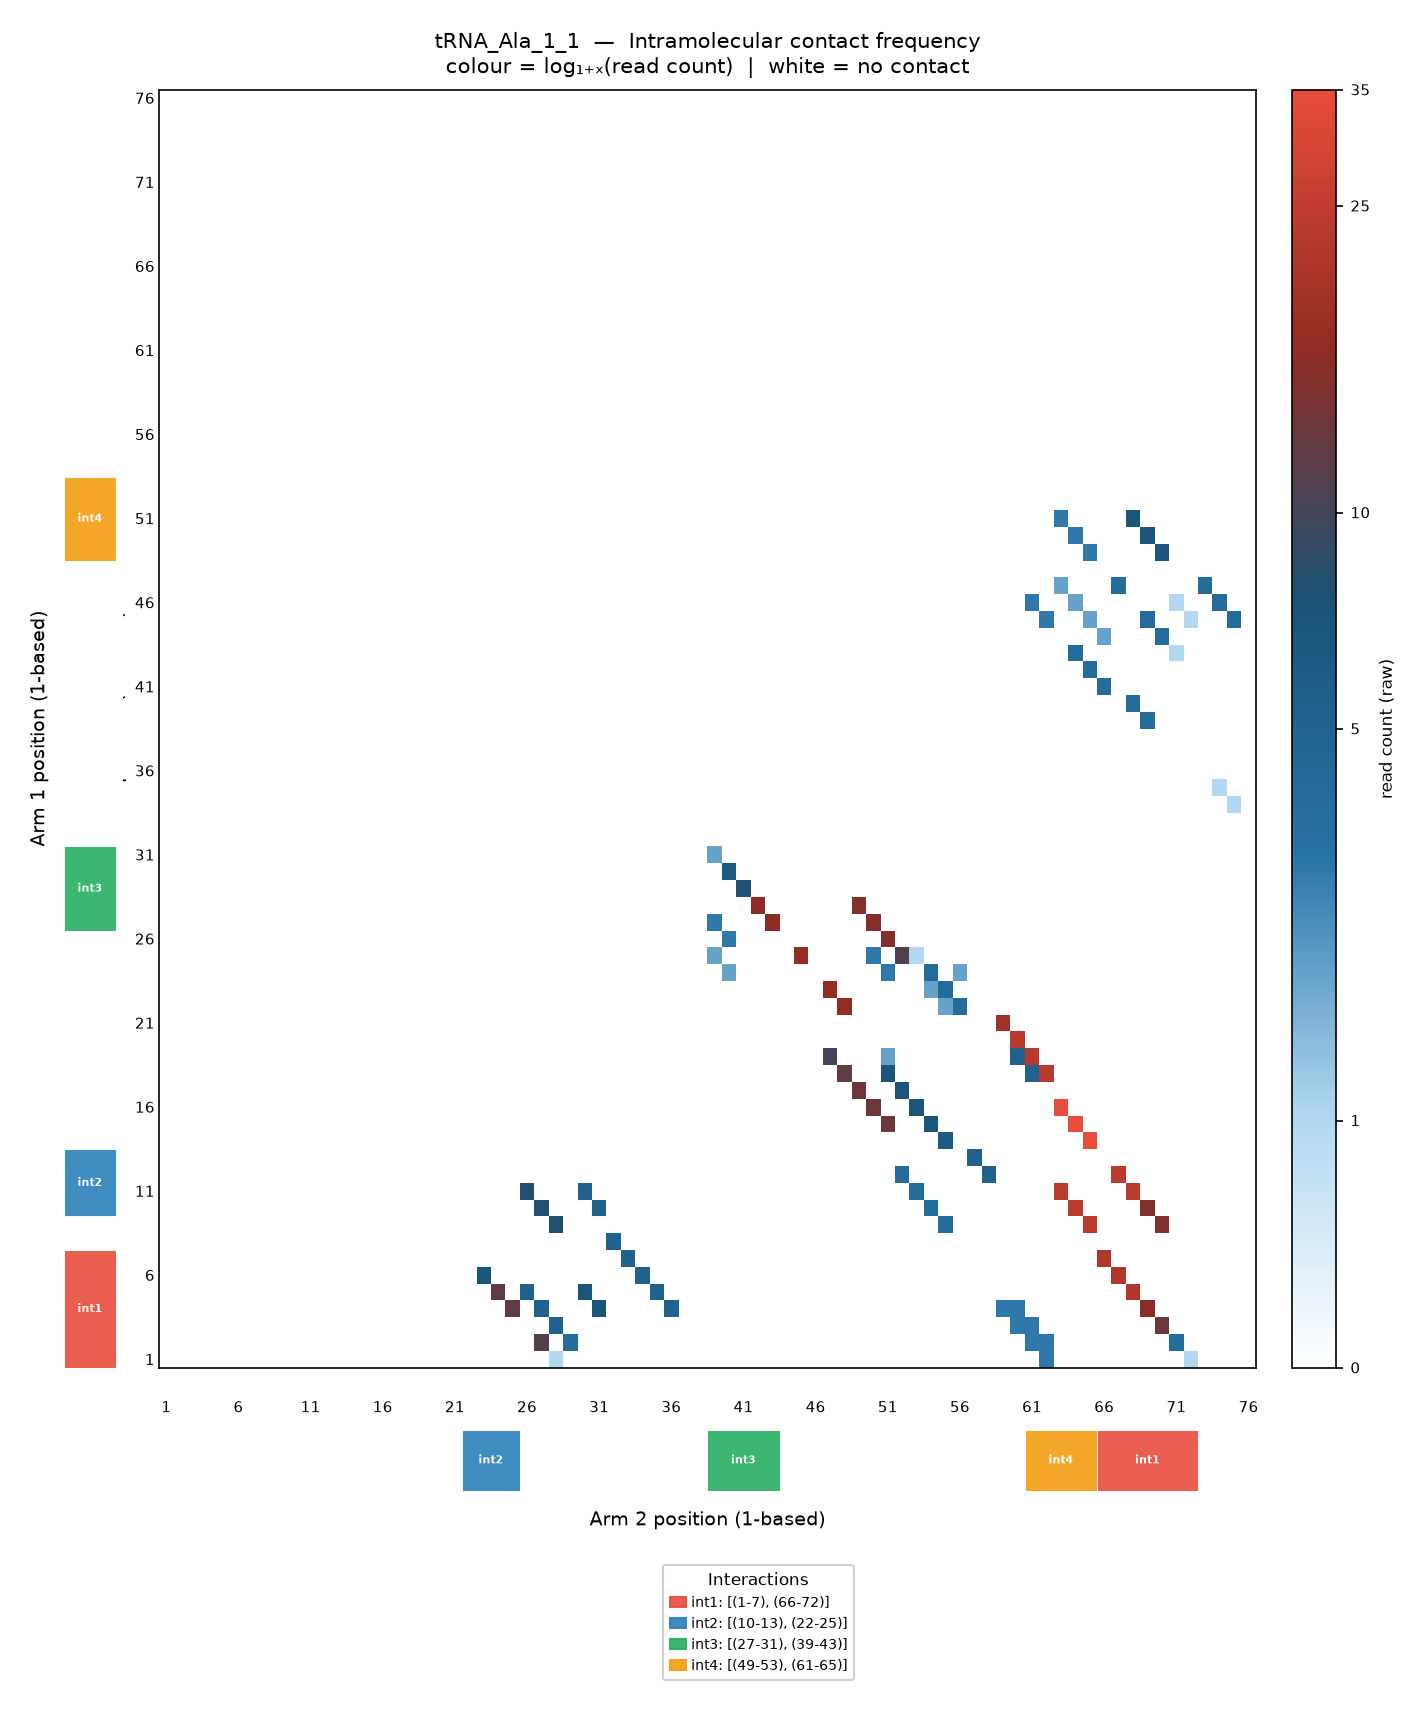 tRNA_Ala_1_1 — Intramolecular contact frequency
colour = log₁₊ₓ(read count) | white = no contact
76
71
66
61
56
51
46
41
36
31
26
21
16
11
6
1
Arm 1 position (1-based)
int4
int3
int2
int1
1 6 11 16 21 26 31 36 41 46 51 56 61 66 71 76
int2 int3 int4 int1
Arm 2 position (1-based)
35
25
10
5
1
0
read count (raw)
Interactions
int1: [(1-7), (66-72)]
int2: [(10-13), (22-25)]
int3: [(27-31), (39-43)]
int4: [(49-53), (61-65)]